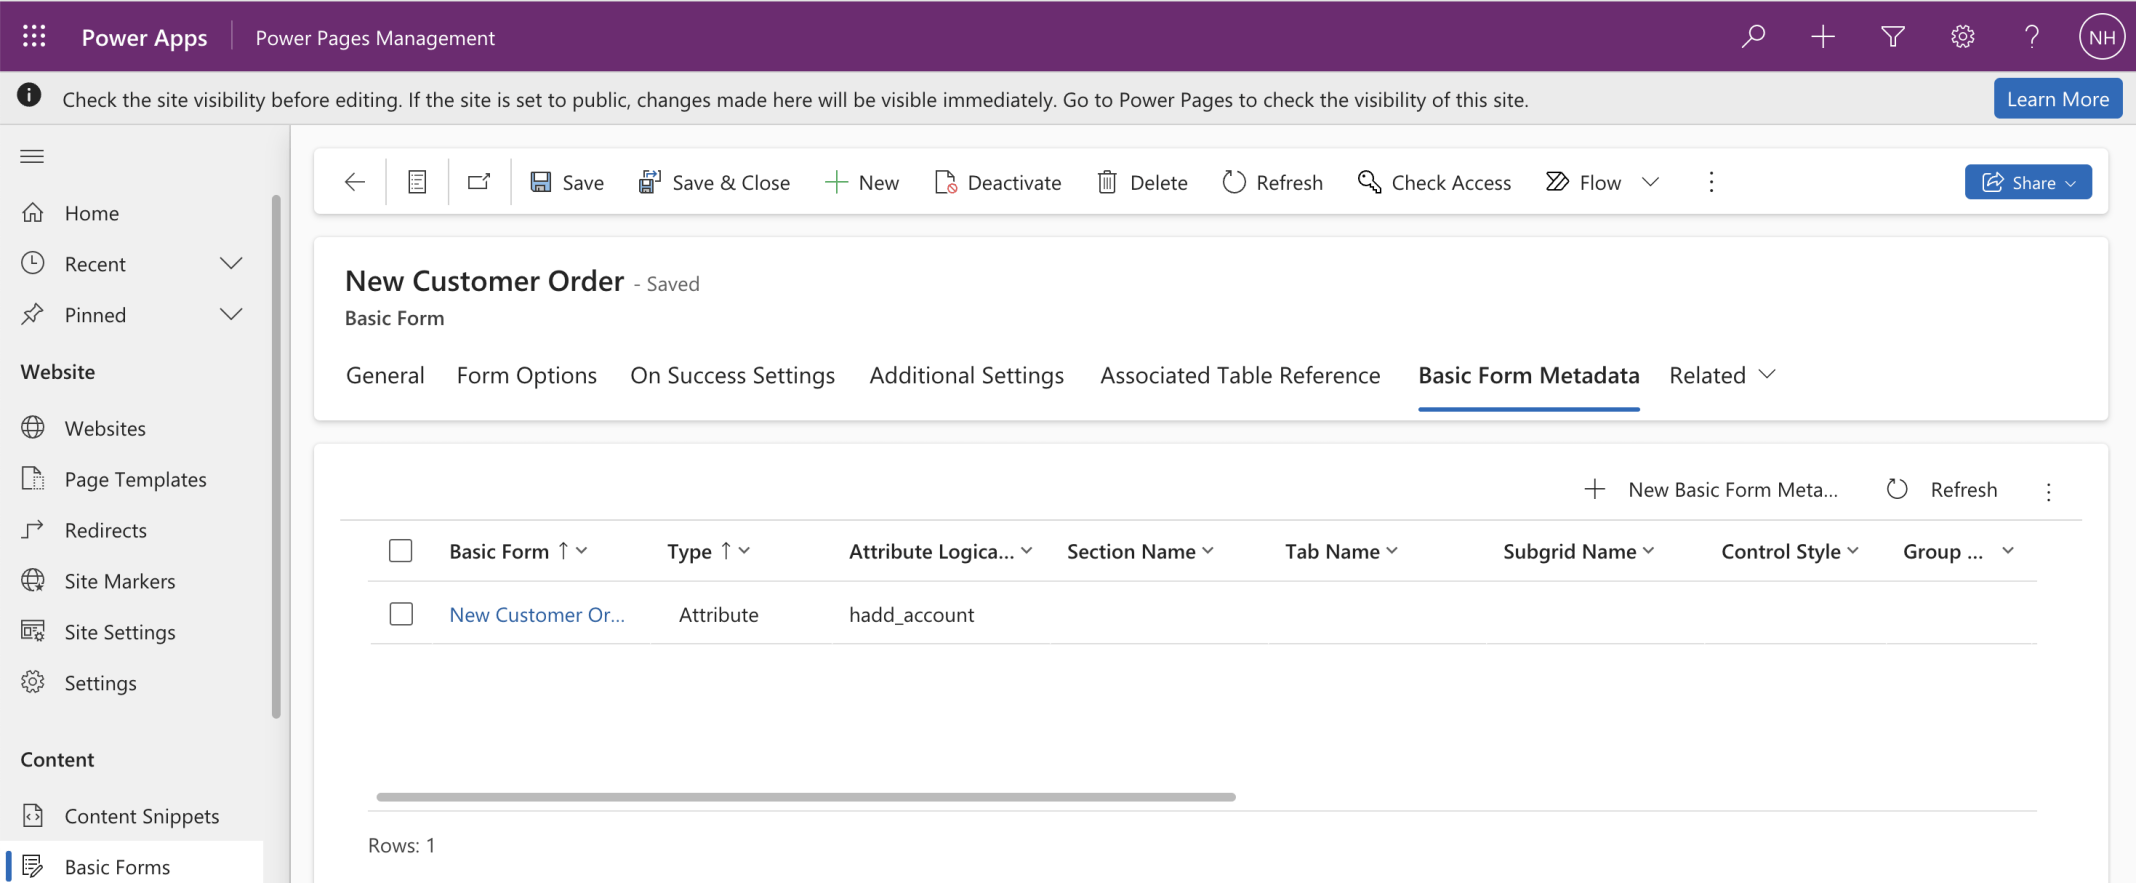 Power Apps
Power Pages Management
NH
Check the site visibility before editing. If the site is set to public, changes made here will be visible immediately. Go to Power Pages to check the visibility of this site.
Learn More
Home
Recent
Pinned
Website
Websites
Page Templates
Redirects
Site Markers
Site Settings
Settings
Content
Content Snippets
Basic Forms
Save
Save & Close
New
Deactivate
Delete
Refresh
Check Access
Flow
Share
New Customer Order - Saved
Basic Form
General
Form Options
On Success Settings
Additional Settings
Associated Table Reference
Basic Form Metadata
Related
New Basic Form Meta...
Refresh
Basic Form
Type
Attribute Logica...
Section Name
Tab Name
Subgrid Name
Control Style
Group ...
New Customer Or...
Attribute
hadd_account
Rows: 1